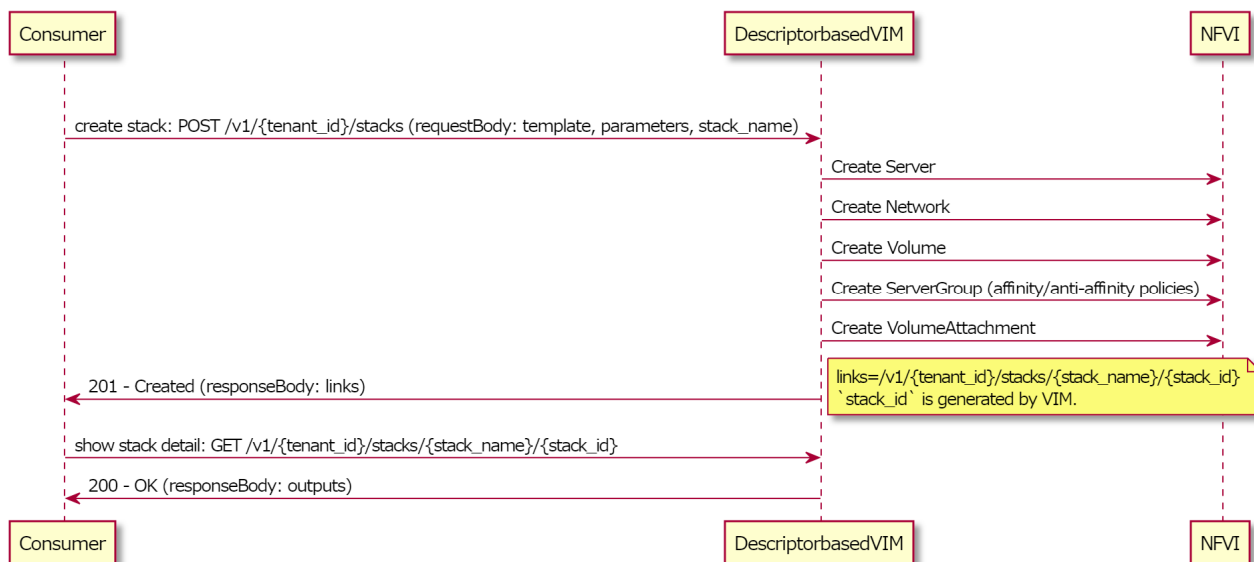 Consumer
DescriptorbasedVIM
NFVI
create stack: POST /v1/{tenant_id}/stacks (requestBody: template, parameters, stack_name)
Create Server
Create Network
Create Volume
Create ServerGroup (affinity/anti-affinity policies)
Create VolumeAttachment
links=/v1/{tenant_id}/stacks/{stack_name}/{stack_id}
`stack_id` is generated by VIM.
201 - Created (responseBody: links)
show stack detail: GET /v1/{tenant_id}/stacks/{stack_name}/{stack_id}
200 - OK (responseBody: outputs)
Consumer
DescriptorbasedVIM
NFVI